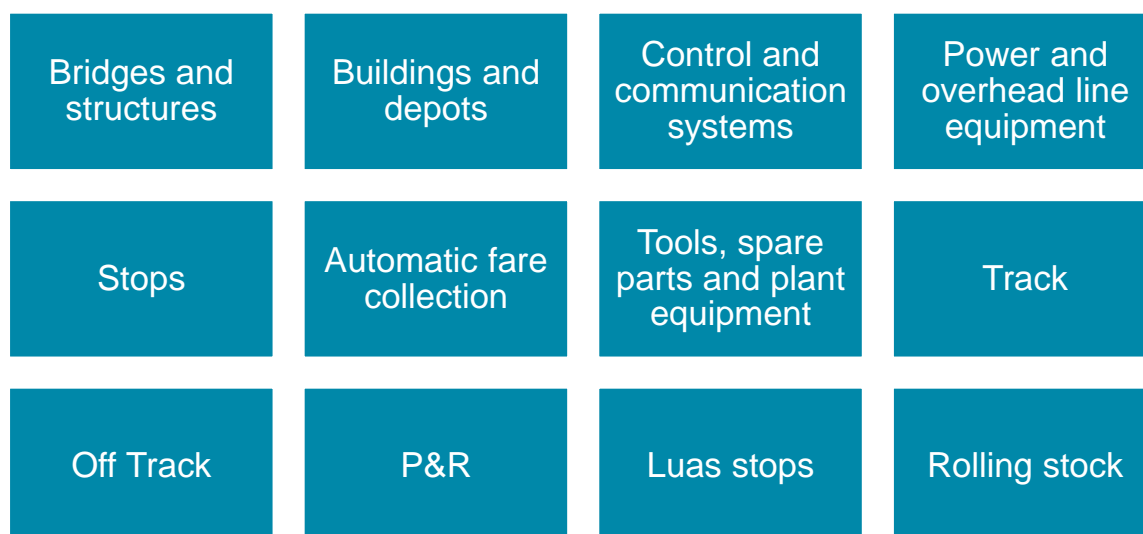 Bridges and
structures
Buildings and
depots
Control and
communication
systems
Power and
overhead line
equipment
Stops
Automatic fare
collection
Tools, spare
parts and plant
equipment
Track
Off Track
P&R
Luas stops
Rolling stock